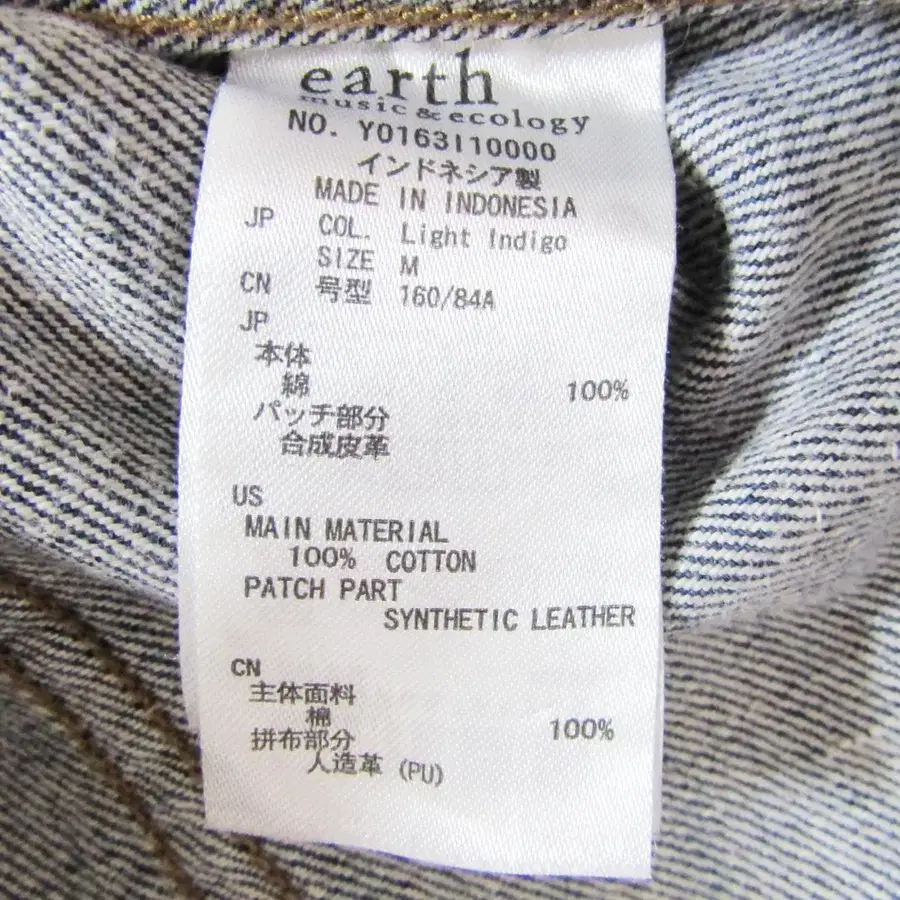 earth
music & ecology
NO. Y0163I10000
インドネシア製
MADE IN INDONESIA
JP COL. Light Indigo
SIZE M
CN 号型 160/84A
JP
本体
綿 100%
パッチ部分
合成皮革
US
MAIN MATERIAL
100% COTTON
PATCH PART
SYNTHETIC LEATHER
CN
主体面料
棉 100%
拼布部分
人造革 (PU)